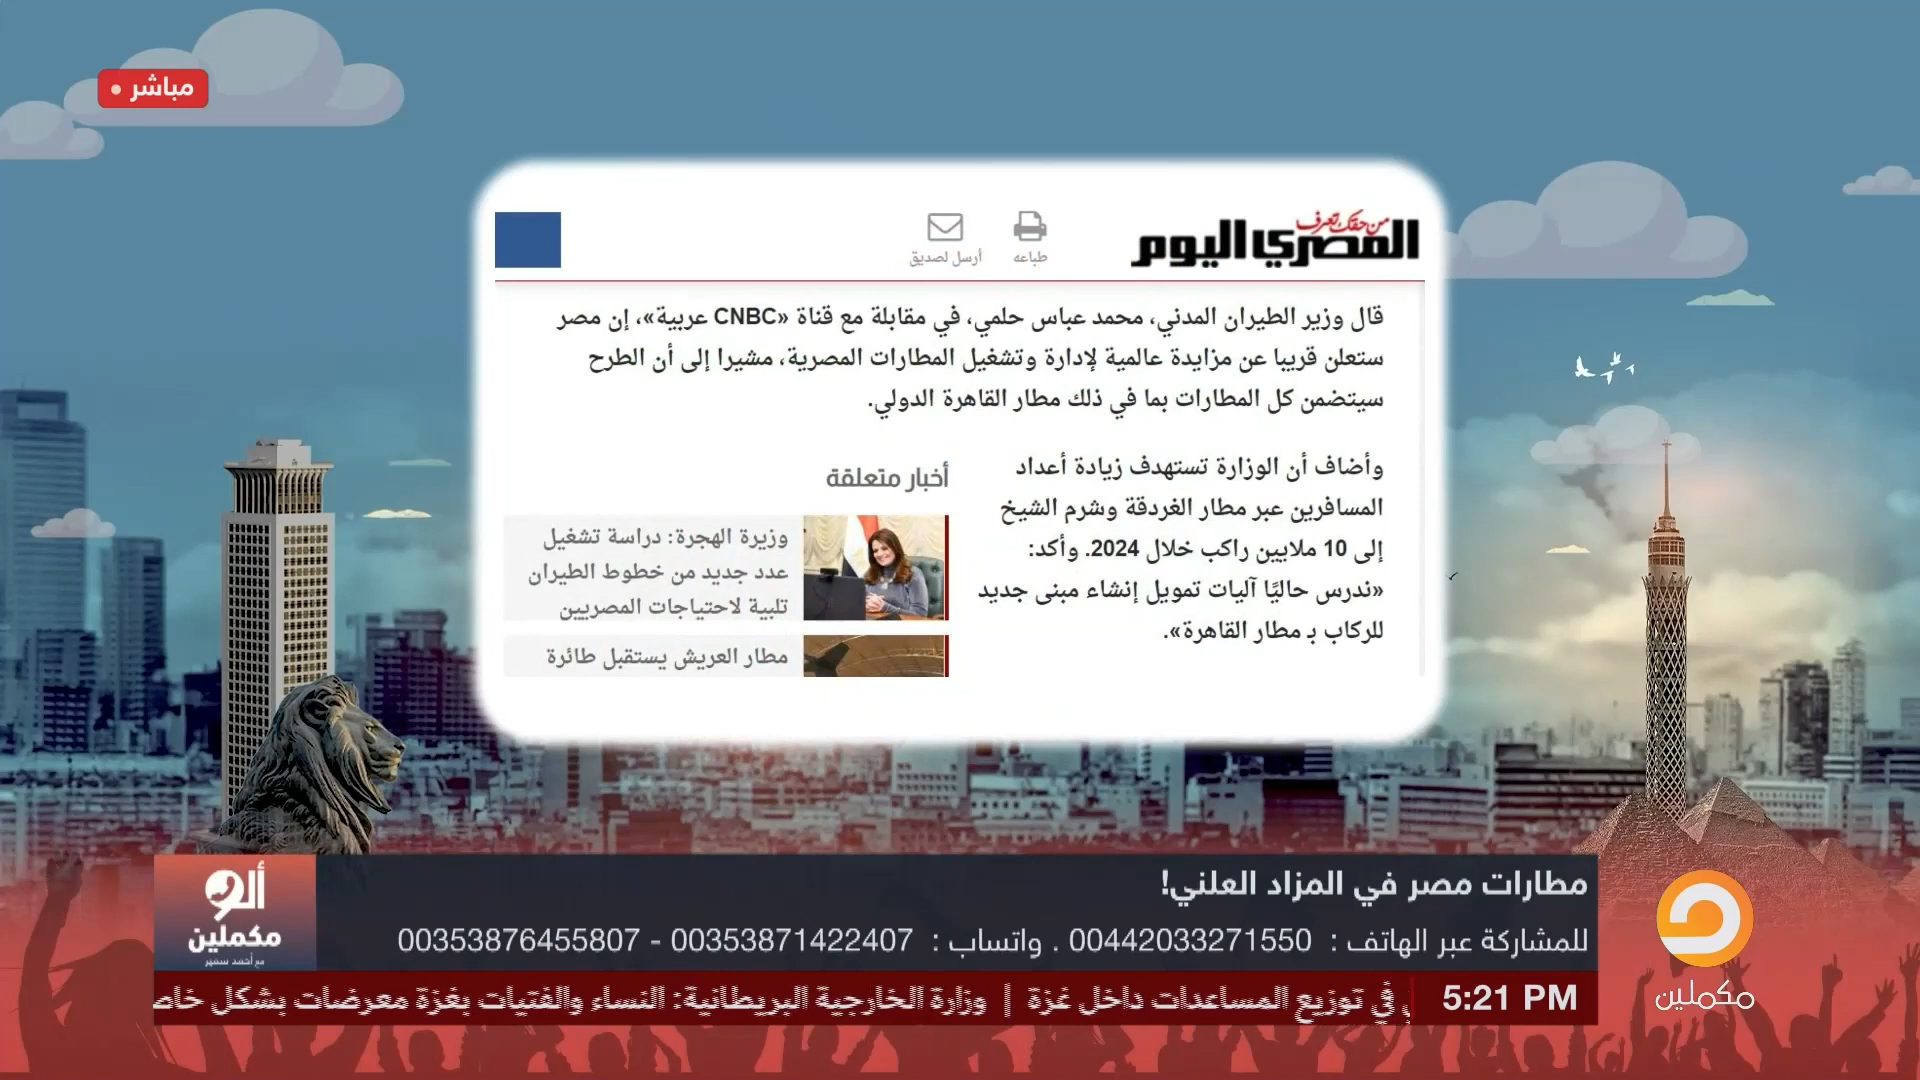 مباشر
من حقك تعرف
المصري اليوم
طباعه
أرسل لصديق
قال وزير الطيران المدني، محمد عباس حلمي، في مقابلة مع قناة «CNBC عربية»، إن مصر
ستعلن قريبا عن مزايدة عالمية لإدارة وتشغيل المطارات المصرية، مشيرا إلى أن الطرح
سيتضمن كل المطارات بما في ذلك مطار القاهرة الدولي.
وأضاف أن الوزارة تستهدف زيادة أعداد
المسافرين عبر مطار الغردقة وشرم الشيخ
إلى 10 ملايين راكب خلال 2024. وأكد:
«ندرس حاليًا آليات تمويل إنشاء مبنى جديد
للركاب بـ مطار القاهرة».
أخبار متعلقة
وزيرة الهجرة: دراسة تشغيل
عدد جديد من خطوط الطيران
تلبية لاحتياجات المصريين
مطار العريش يستقبل طائرة
مطارات مصر في المزاد العلني!
للمشاركة عبر الهاتف : 00442033271550 . واتساب : 00353871422407 - 00353876455807
ألو
مكملين
مع أحمد سمير
5:21 PM
في توزيع المساعدات داخل غزة | وزارة الخارجية البريطانية: النساء والفتيات بغزة معرضات بشكل خاص
مكملين